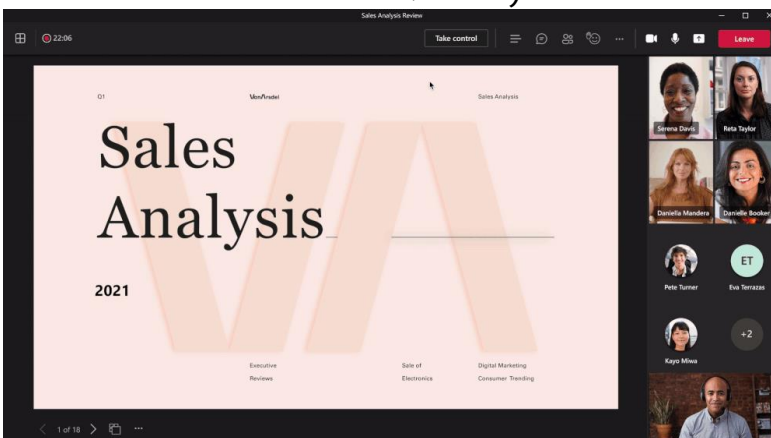 Sales Analysis Review
22:06
Take control
Leave
01 VanArsdel Sales Analysis
Sales
Analysis_
2021
Executive Sale of Digital Marketing
Reviews Electronics Consumer Trending
Serena Davis Reta Taylor
Daniella Mandera Danielle Booker
ET
Pete Turner Eva Terrazas
+2
Kayo Miwa
1 of 18